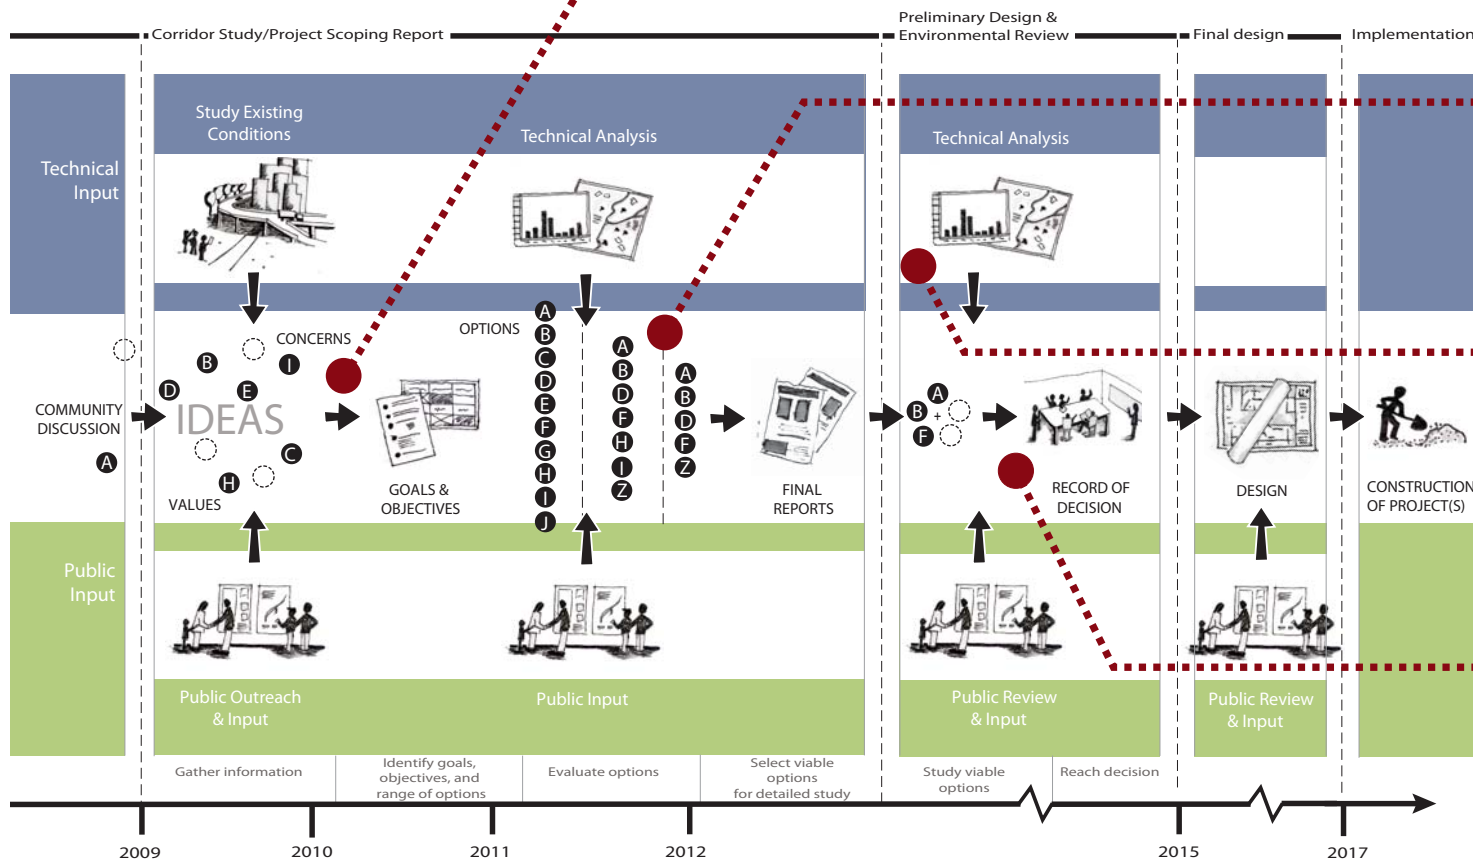 Corridor Study/Project Scoping Report
Preliminary Design &
Environmental Review
Final design
Implementation
Technical
Input
Study Existing
Conditions
Technical Analysis
Technical Analysis
COMMUNITY
DISCUSSION
A
CONCERNS
B
I
D
E
IDEAS
C
H
VALUES
GOALS &
OBJECTIVES
OPTIONS
A
B
C
D
E
F
G
H
I
J
A
B
D
F
H
I
Z
A
B
D
F
Z
FINAL
REPORTS
A
B +
F
RECORD OF
DECISION
DESIGN
CONSTRUCTION
OF PROJECT(S)
Public
Input
Public Outreach
& Input
Public Input
Public Review
& Input
Public Review
& Input
Gather information
Identify goals,
objectives, and
range of options
Evaluate options
Select viable
options
for detailed study
Study viable
options
Reach decision
2009
2010
2011
2012
2015
2017